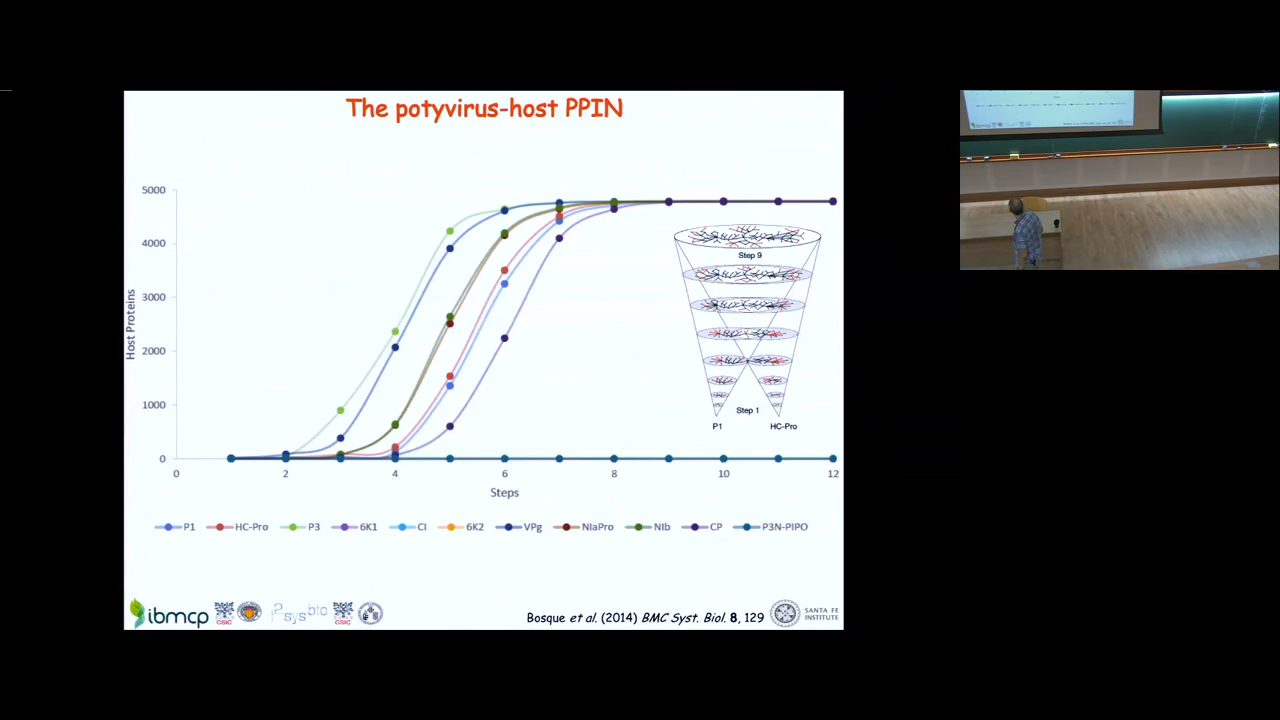 The potyvirus-host PPIN
5000
4000
3000
2000
1000
0
Host Proteins
0 2 4 6 8 10 12
Steps
Step 9
Step 1
P1 HC-Pro
P1 HC-Pro P3 6K1 CI 6K2 VPg NIaPro NIb CP P3N-PIPO
ibmcp CSIC sysbio CSIC
Bosque et al. (2014) BMC Syst. Biol. 8, 129
SANTA FE
INSTITUTE